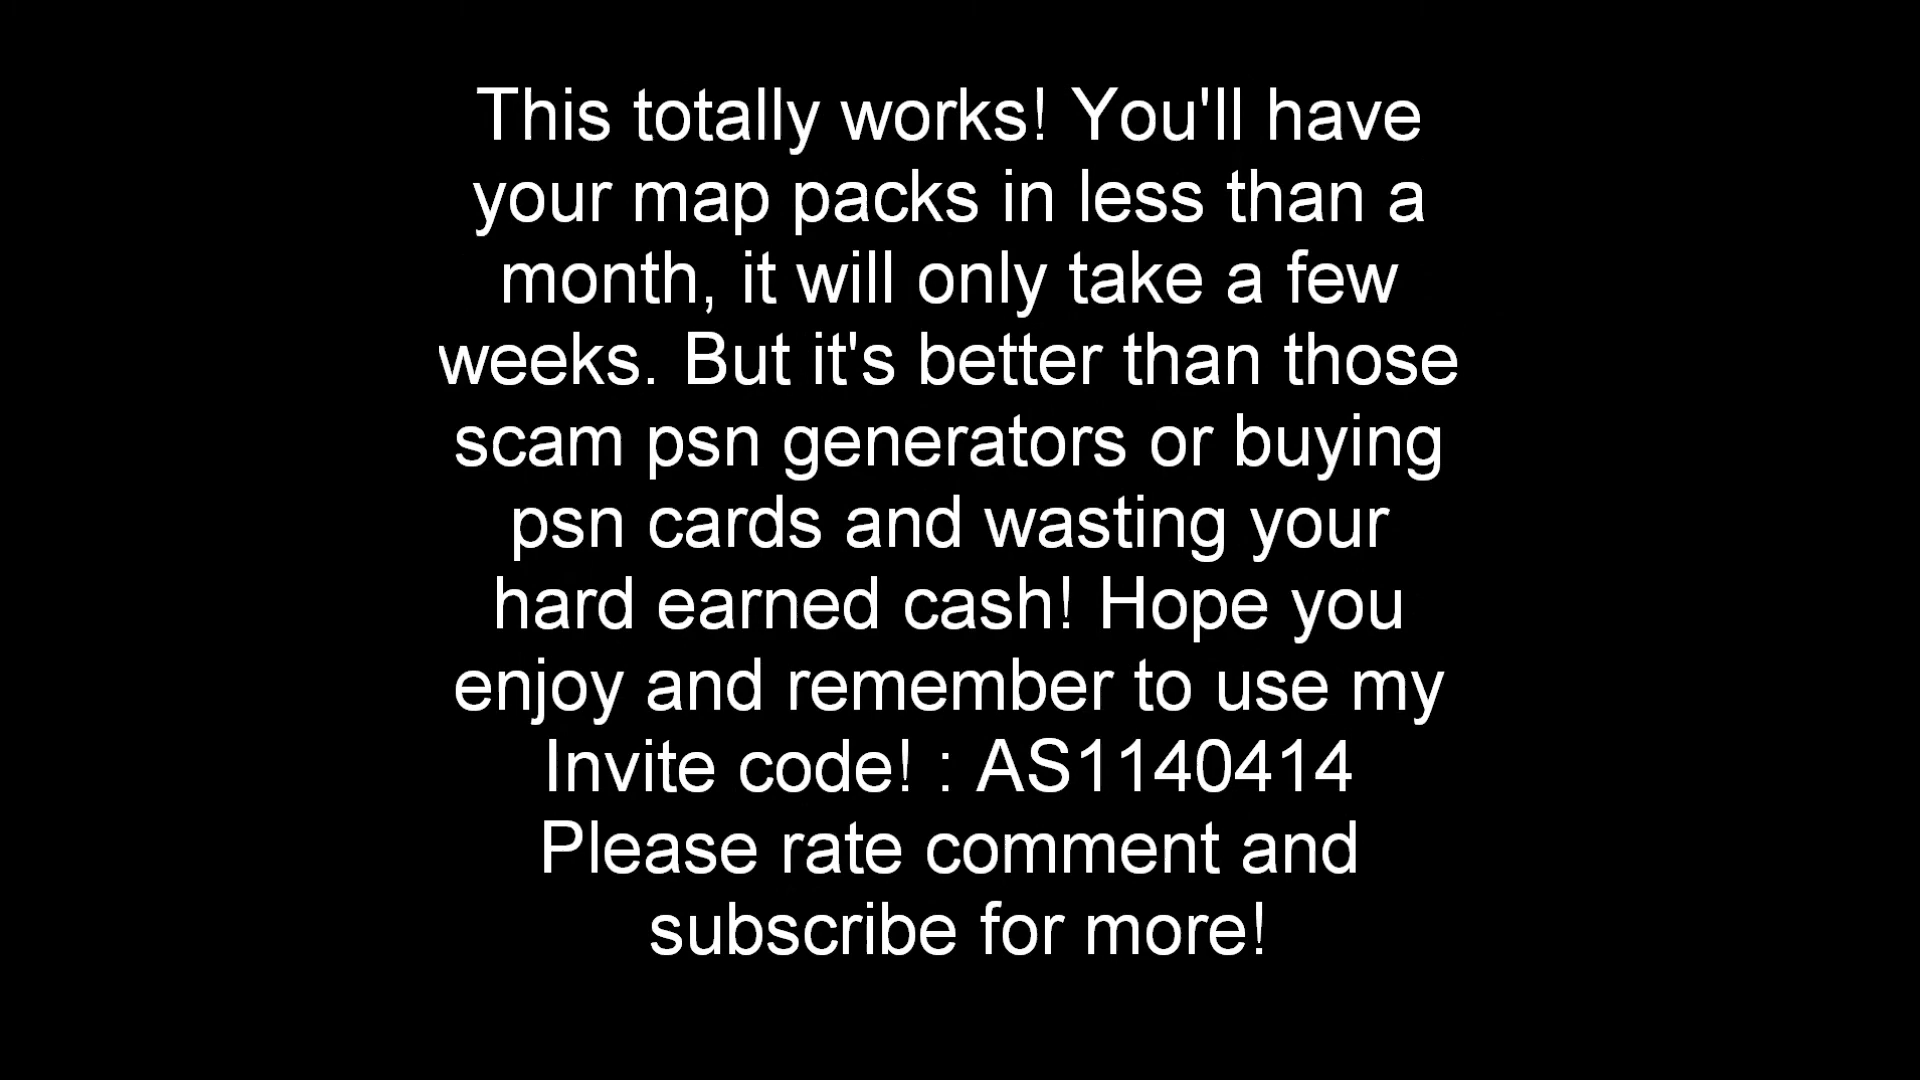 This totally works! You'll have
your map packs in less than a
month, it will only take a few
weeks. But it's better than those
scam psn generators or buying
psn cards and wasting your
hard earned cash! Hope you
enjoy and remember to use my
Invite code! : AS1140414
Please rate comment and
subscribe for more!